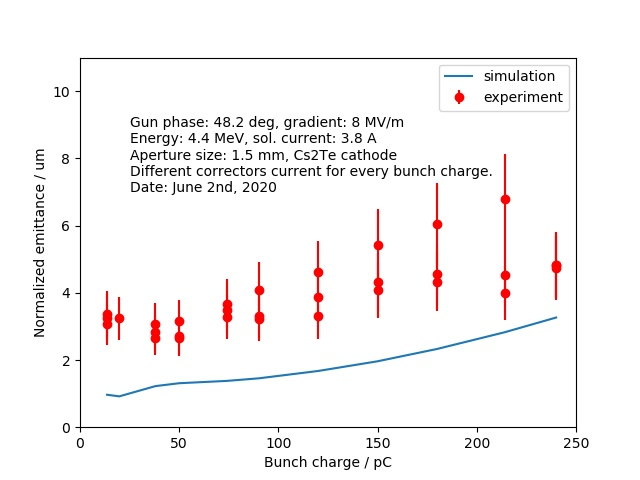 simulation
experiment
Gun phase: 48.2 deg, gradient: 8 MV/m
Energy: 4.4 MeV, sol. current: 3.8 A
Aperture size: 1.5 mm, Cs2Te cathode
Different correctors current for every bunch charge.
Date: June 2nd, 2020
Normalized emittance / um
10
8
6
4
2
0
0 50 100 150 200 250
Bunch charge / pC